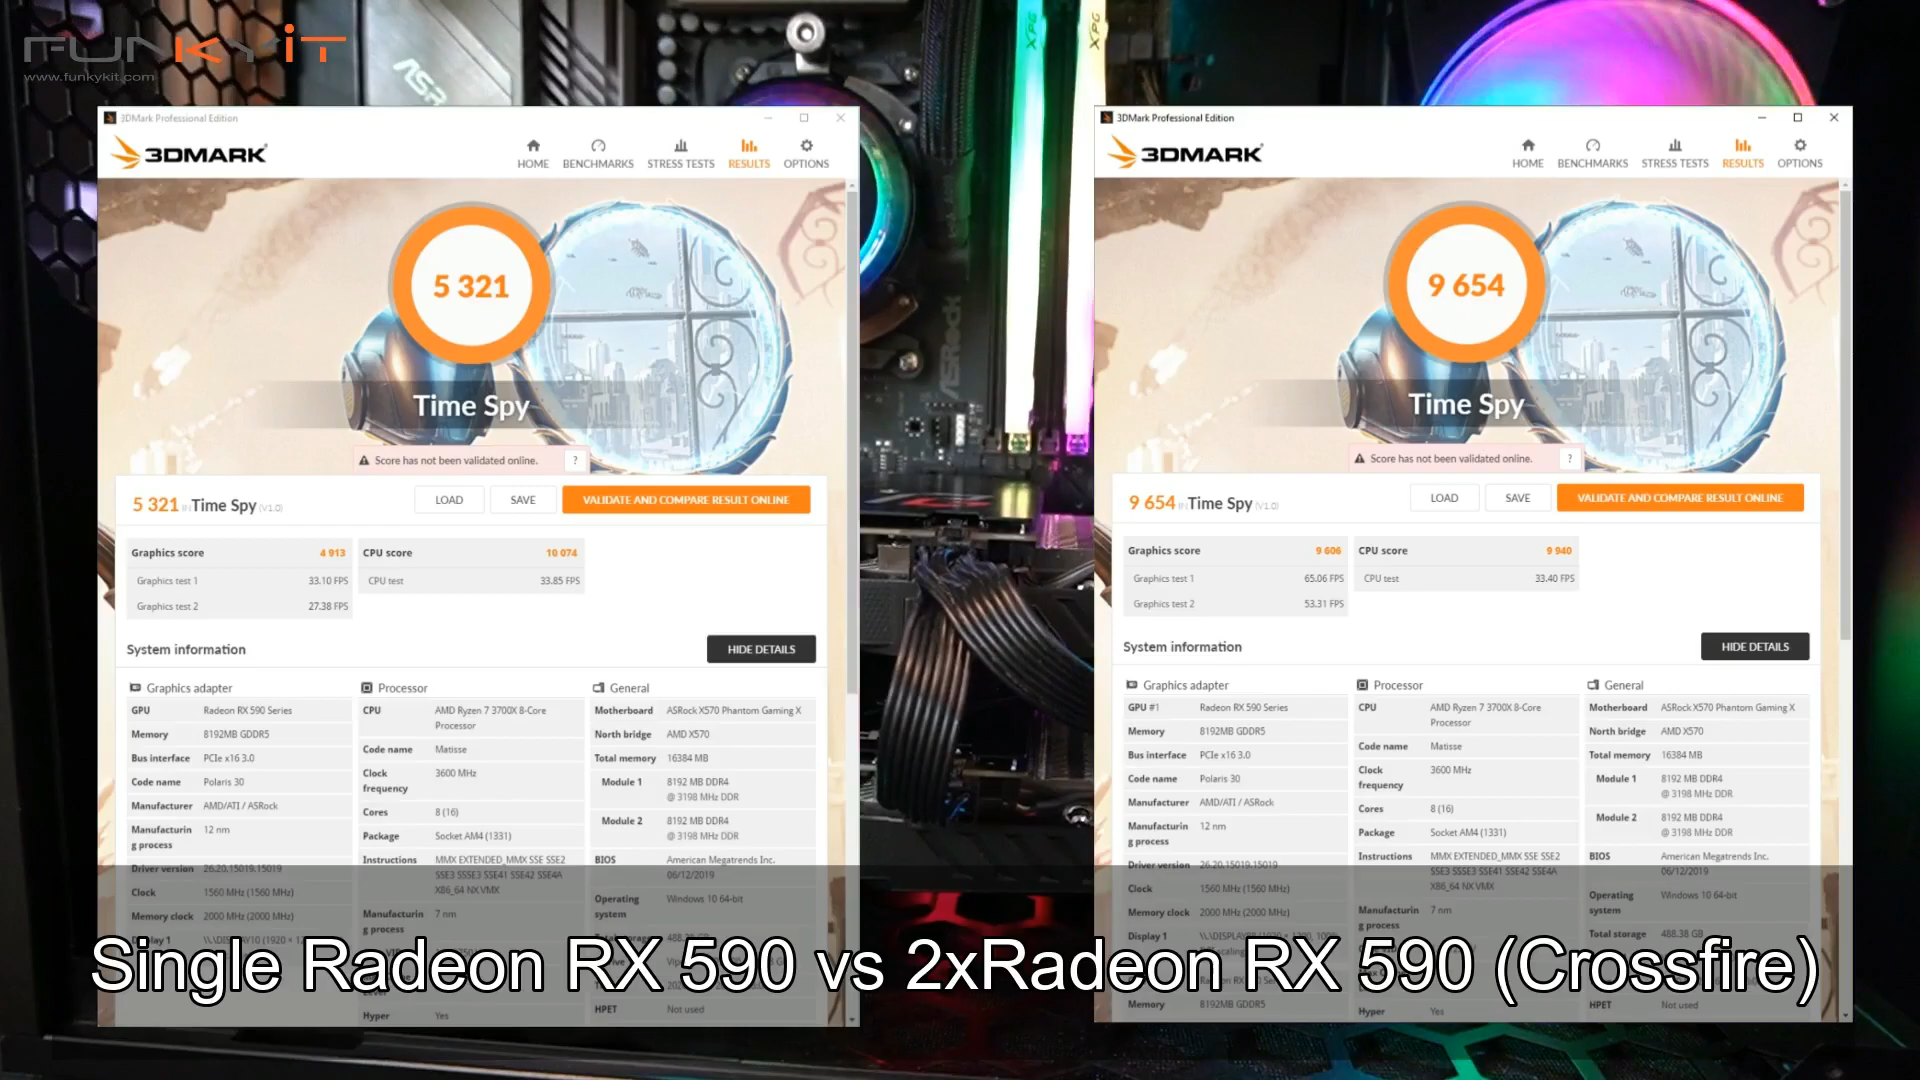 FUNKY iT
www.funkykit.com
ASR
XPG
XPG
ASRock
3DMark Professional Edition
3DMARK
HOME
BENCHMARKS
STRESS TESTS
RESULTS
OPTIONS
5 321
Time Spy
Score has not been validated online.
?
5 321 IN Time Spy (V1.0)
LOAD
SAVE
VALIDATE AND COMPARE RESULT ONLINE
Graphics score 4 913
Graphics test 1 33.10 FPS
Graphics test 2 27.38 FPS
CPU score 10 074
CPU test 33.85 FPS
System information
HIDE DETAILS
Graphics adapter
GPU Radeon RX 590 Series
Memory 8192MB GDDR5
Bus interface PCIe x16 3.0
Code name Polaris 30
Manufacturer AMD/ATI / ASRock
Manufacturin 12 nm
g process
Driver version 26.20.15019.15019
Clock 1560 MHz (1560 MHz)
Memory clock 2000 MHz (2000 MHz)
Processor
CPU AMD Ryzen 7 3700X 8-Core
Processor
Code name Matisse
Clock 3600 MHz
frequency
Cores 8 (16)
Package Socket AM4 (1331)
Instructions MMX EXTENDED_MMX SSE SSE2
SSE3 SSSE3 SSE41 SSE42 SSE4A
X86_64 NX VMX
Manufacturin 7 nm
g process
Hyper Yes
General
Motherboard ASRock X570 Phantom Gaming X
North bridge AMD X570
Total memory 16384 MB
Module 1 8192 MB DDR4
@ 3198 MHz DDR
Module 2 8192 MB DDR4
@ 3198 MHz DDR
BIOS American Megatrends Inc.
06/12/2019
Operating Windows 10 64-bit
system
HPET Not used
3DMark Professional Edition
3DMARK
HOME
BENCHMARKS
STRESS TESTS
RESULTS
OPTIONS
9 654
Time Spy
Score has not been validated online.
?
9 654 IN Time Spy (V1.0)
LOAD
SAVE
VALIDATE AND COMPARE RESULT ONLINE
Graphics score 9 606
Graphics test 1 65.06 FPS
Graphics test 2 53.31 FPS
CPU score 9 940
CPU test 33.40 FPS
System information
HIDE DETAILS
Graphics adapter
GPU #1 Radeon RX 590 Series
Memory 8192MB GDDR5
Bus interface PCIe x16 3.0
Code name Polaris 30
Manufacturer AMD/ATI / ASRock
Manufacturin 12 nm
g process
Driver version 26.20.15019.15019
Clock 1560 MHz (1560 MHz)
Memory clock 2000 MHz (2000 MHz)
Display 1
Memory 8192MB GDDR5
Processor
CPU AMD Ryzen 7 3700X 8-Core
Processor
Code name Matisse
Clock 3600 MHz
frequency
Cores 8 (16)
Package Socket AM4 (1331)
Instructions MMX EXTENDED_MMX SSE SSE2
SSE3 SSSE3 SSE41 SSE42 SSE4A
X86_64 NX VMX
Manufacturin 7 nm
g process
Hyper Yes
General
Motherboard ASRock X570 Phantom Gaming X
North bridge AMD X570
Total memory 16384 MB
Module 1 8192 MB DDR4
@ 3198 MHz DDR
Module 2 8192 MB DDR4
@ 3198 MHz DDR
BIOS American Megatrends Inc.
06/12/2019
Operating Windows 10 64-bit
system
Total storage 488.38 GB
HPET Not used
Single Radeon RX 590 vs 2xRadeon RX 590 (Crossfire)